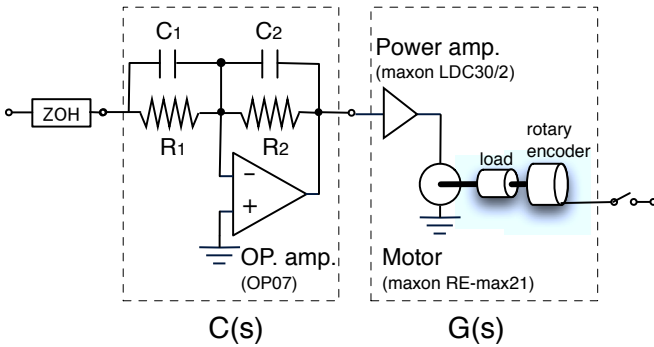 C1
C2
Power amp.
(maxon LDC30/2)
ZOH
R1
R2
rotary
encoder
load
−
+
OP. amp.
(OP07)
Motor
(maxon RE-max21)
C(s)
G(s)